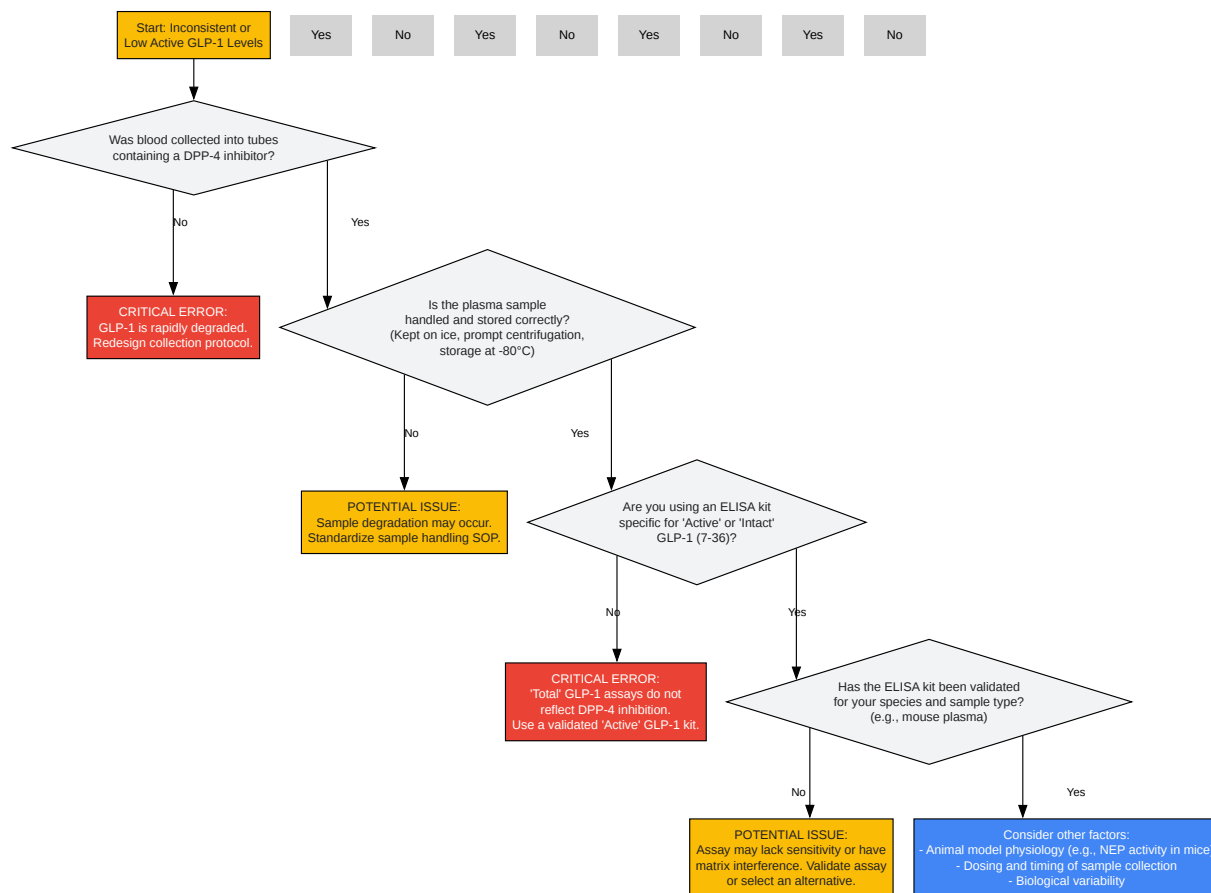 Start: Inconsistent or
Low Active GLP-1 Levels
Yes
No
Yes
No
Yes
No
Yes
No
Was blood collected into tubes
containing a DPP-4 inhibitor?
No
Yes
CRITICAL ERROR:
GLP-1 is rapidly degraded.
Redesign collection protocol.
Is the plasma sample
handled and stored correctly?
(Kept on ice, prompt centrifugation,
storage at -80°C)
No
Yes
POTENTIAL ISSUE:
Sample degradation may occur.
Standardize sample handling SOP.
Are you using an ELISA kit
specific for 'Active' or 'Intact'
GLP-1 (7-36)?
No
Yes
CRITICAL ERROR:
'Total' GLP-1 assays do not
reflect DPP-4 inhibition.
Use a validated 'Active' GLP-1 kit.
Has the ELISA kit been validated
for your species and sample type?
(e.g., mouse plasma)
No
Yes
POTENTIAL ISSUE:
Assay may lack sensitivity or have
matrix interference. Validate assay
or select an alternative.
Consider other factors:
- Animal model physiology (e.g., NEP activity in mice)
- Dosing and timing of sample collection
- Biological variability